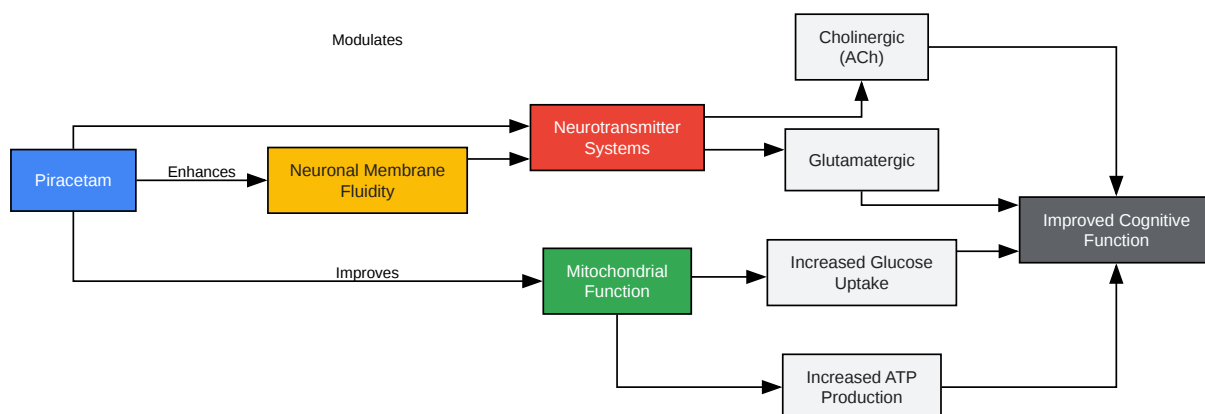 Modulates
Cholinergic
(ACh)
Neurotransmitter
Systems
Glutamatergic
Piracetam
Enhances
Neuronal Membrane
Fluidity
Improved Cognitive
Function
Improves
Mitochondrial
Function
Increased Glucose
Uptake
Increased ATP
Production